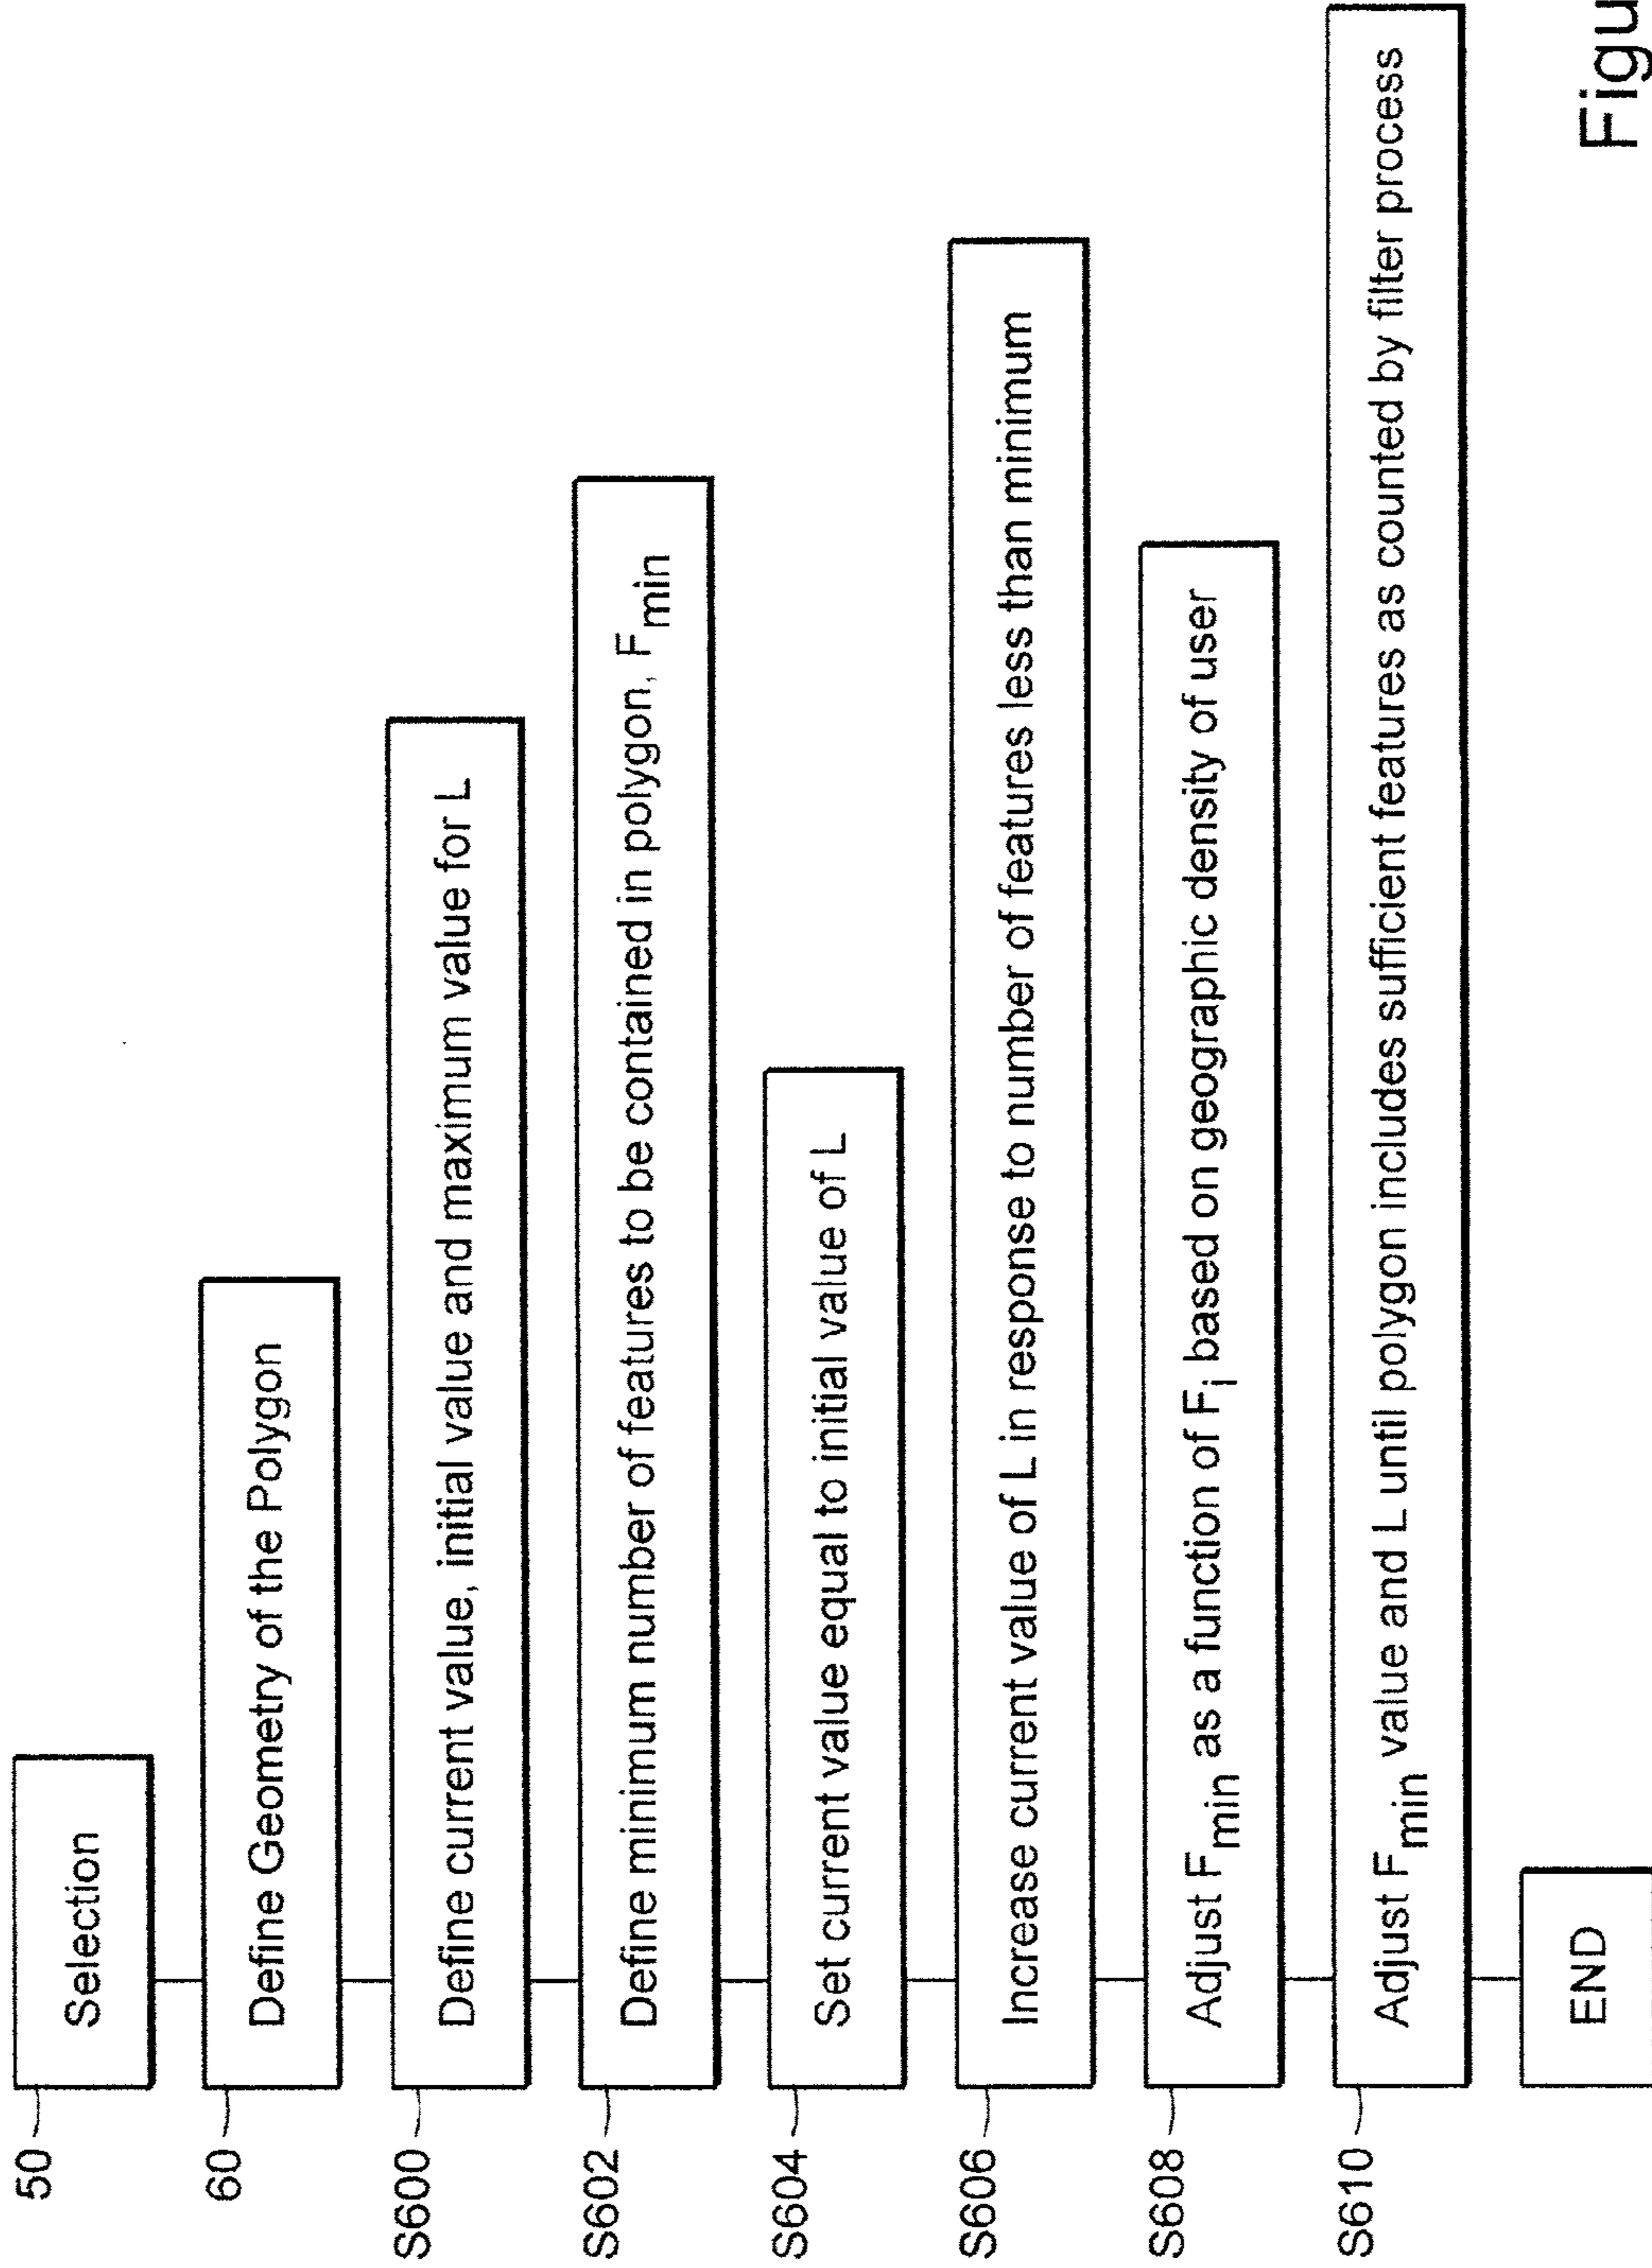 50
Selection
60
Define Geometry of the Polygon
S600
Define current value, initial value and maximum value for L
S602
Define minimum number of features to be contained in polygon, Fmin
S604
Set current value equal to initial value of L
S606
Increase current value of L in response to number of features less than minimum
S608
Adjust Fmin as a function of Fi based on geographic density of user
S610
Adjust Fmin value and L until polygon includes sufficient features as counted by filter process
END
Figu